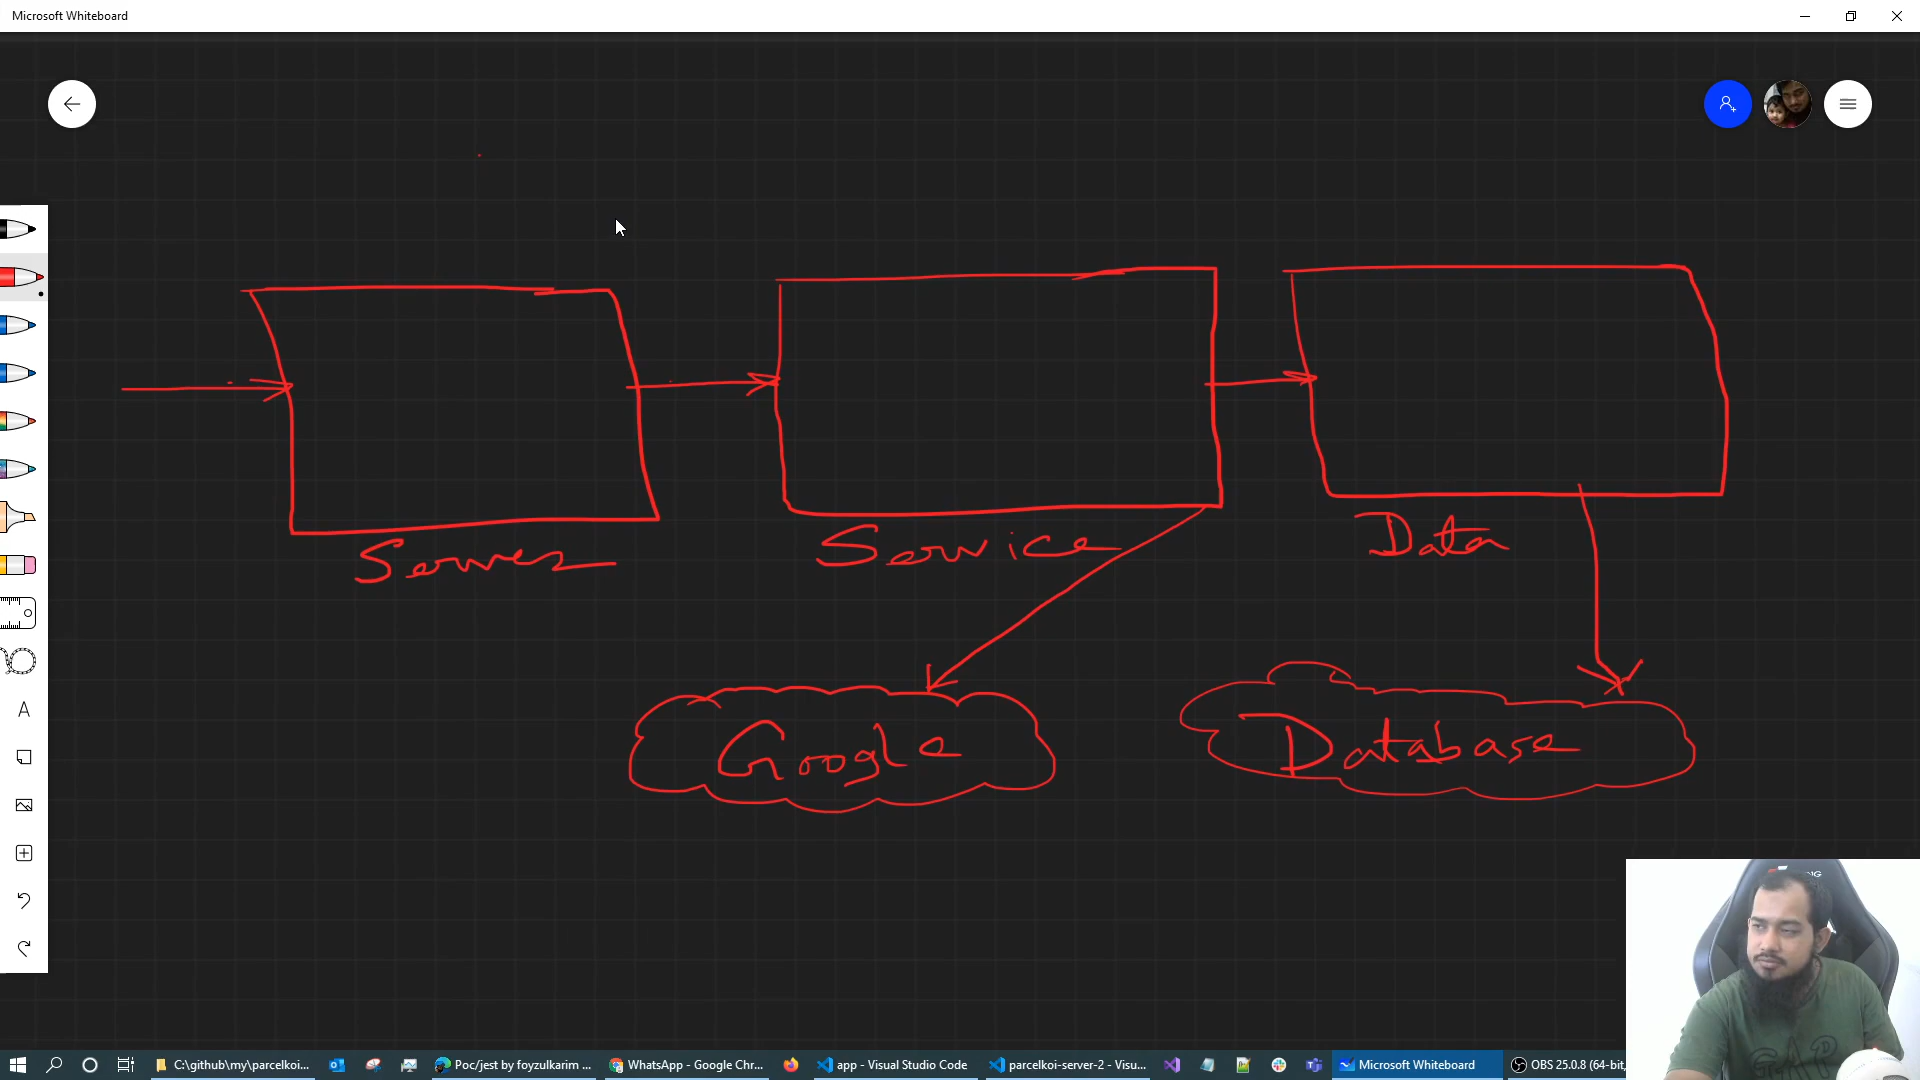 Microsoft Whiteboard
Server
Service
Data
Google
Database
A
C:\github\my\parcelkoi...
Poc/jest by foyzulkarim ...
WhatsApp - Google Chr...
app - Visual Studio Code
parcelkoi-server-2 - Visu...
Microsoft Whiteboard
OBS 25.0.8 (64-bit,